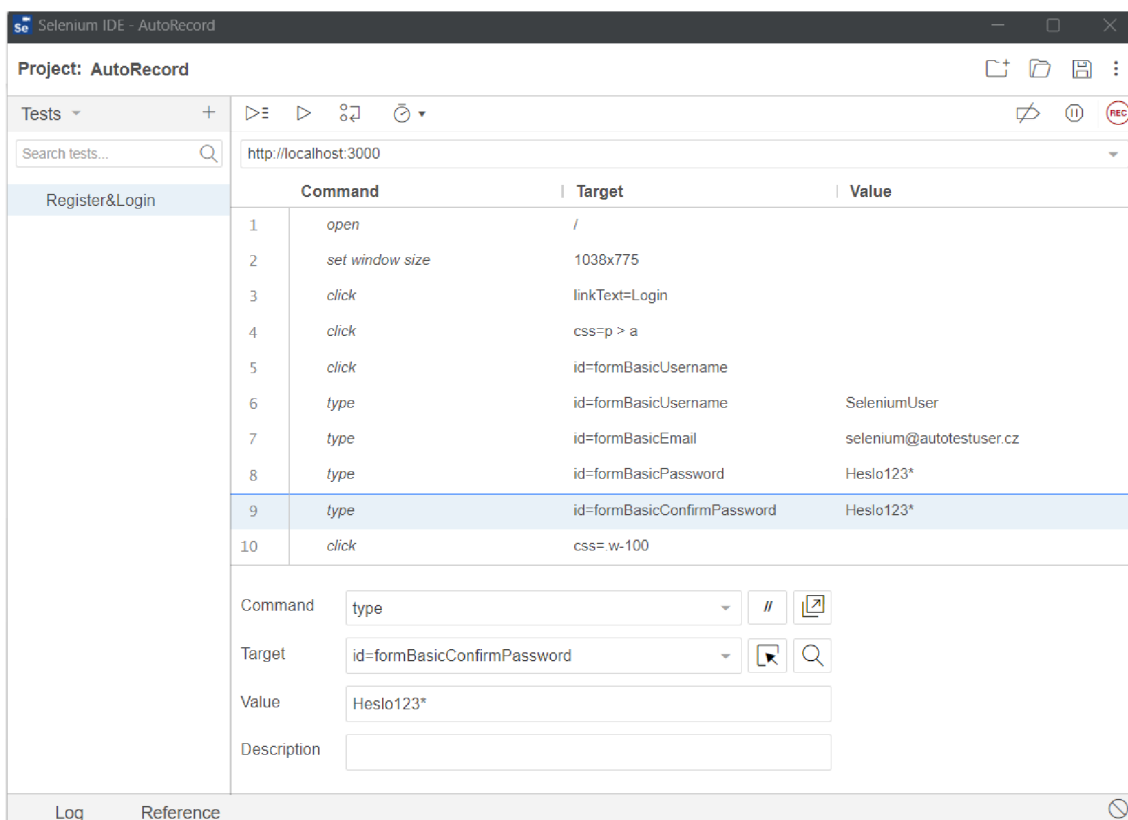 Se Selenium IDE - AutoRecord
Project: AutoRecord
Tests
Search tests...
Register&Login
REC
http://localhost:3000
Command Target Value
1 open /
2 set window size 1038x775
3 click linkText=Login
4 click css=p > a
5 click id=formBasicUsername
6 type id=formBasicUsername SeleniumUser
7 type id=formBasicEmail selenium@autotestuser.cz
8 type id=formBasicPassword Heslo123*
9 type id=formBasicConfirmPassword Heslo123*
10 click css=.w-100
Command type //
Target id=formBasicConfirmPassword
Value Heslo123*
Description
Log Reference